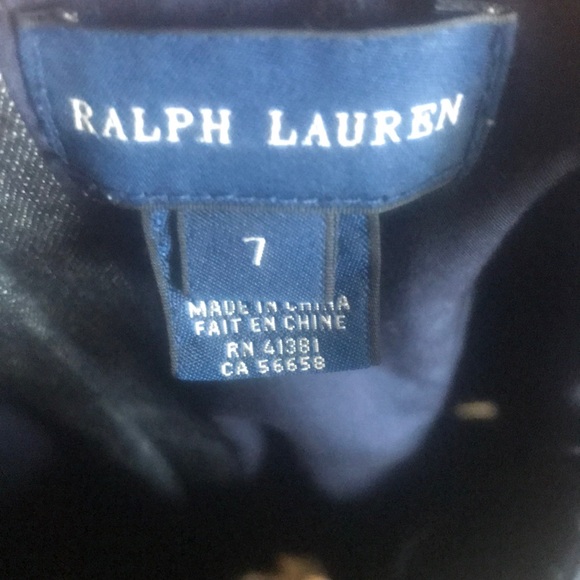 RALPH LAUREN
7
MADE IN CHINA
FAIT EN CHINE
RN 41381
CA 56658